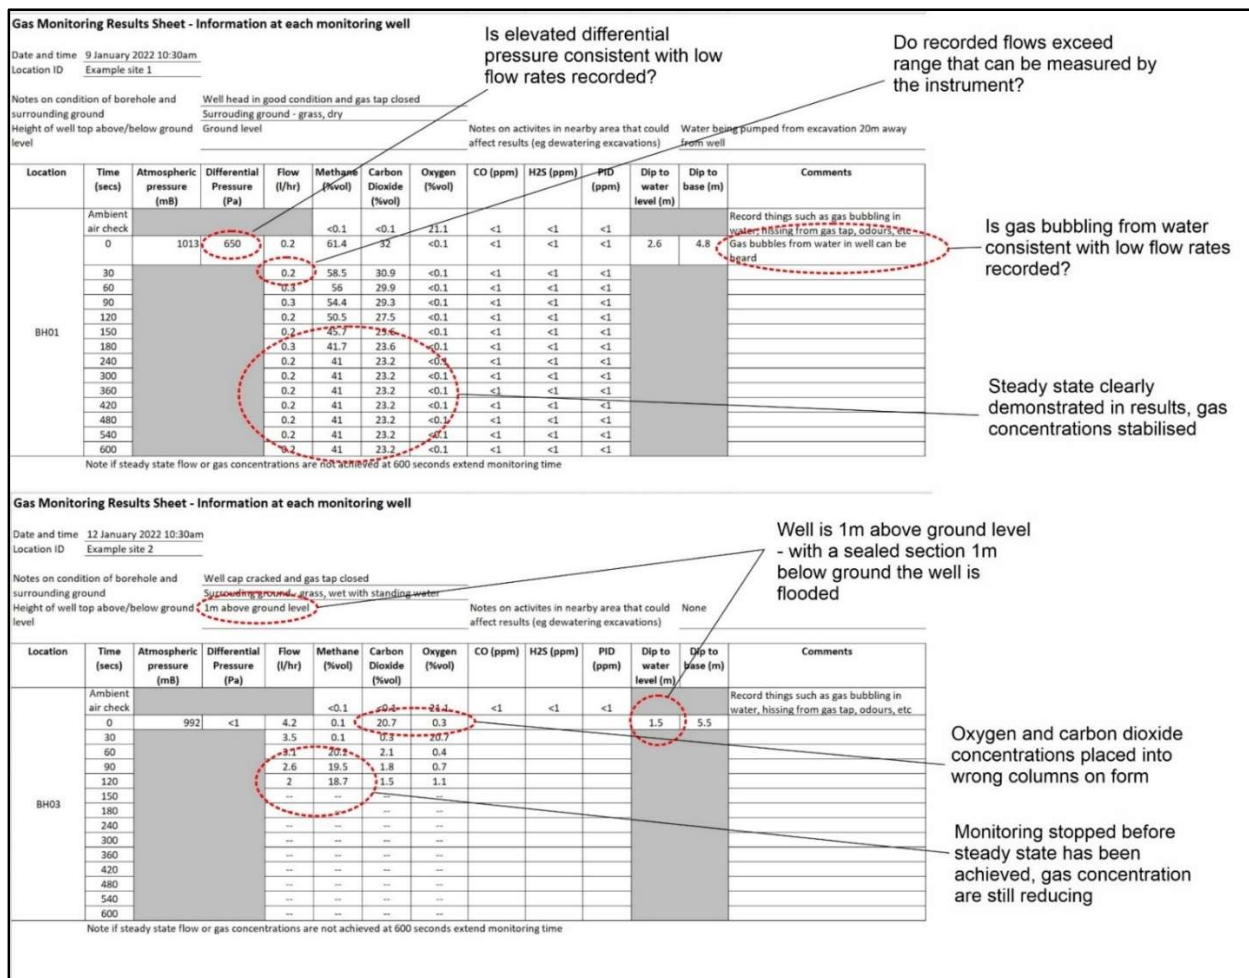 Gas Monitoring Results Sheet - Information at each monitoring well
Is elevated differential
pressure consistent with low
flow rates recorded?
Do recorded flows exceed
range that can be measured by
the instrument?
Date and time 9 January 2022 10:30am
Location ID Example site 1
Notes on condition of borehole and
surrounding ground
Well head in good condition and gas tap closed
Surrouding ground - grass, dry
Height of well top above/below ground
level
Ground level
Notes on activites in nearby area that could
affect results (eg dewatering excavations)
Water being pumped from excavation 20m away
from well
Location Time (secs) Atmospheric pressure (mB) Differential Pressure (Pa) Flow (l/hr) Methane (%vol) Carbon Dioxide (%vol) Oxygen (%vol) CO (ppm) H2S (ppm) PID (ppm) Dip to water level (m) Dip to base (m) Comments
Ambient air check <0.1 <0.1 21.1 <1 <1 <1 Record things such as gas bubbling in water, hissing from gas tap, odours, etc
0 1013 650 0.2 61.4 32 <0.1 <1 <1 <1 2.6 4.8 Gas bubbles from water in well can be heard
30 0.2 58.5 30.9 <0.1 <1 <1 <1
60 0.3 56 29.9 <0.1 <1 <1 <1
90 0.3 54.4 29.3 <0.1 <1 <1 <1
120 0.2 50.5 27.5 <0.1 <1 <1 <1
BH01
150 0.2 45.7 <0.1 <1 <1 <1
180 0.3 41.7 23.6 <0.1 <1 <1 <1
240 0.2 41 23.2 <0.1 <1 <1 <1
300 0.2 41 23.2 <0.1 <1 <1 <1
360 0.2 41 23.2 <0.1 <1 <1 <1
420 0.2 41 23.2 <0.1 <1 <1 <1
480 0.2 41 23.2 <0.1 <1 <1 <1
540 0.2 41 23.2 <0.1 <1 <1 <1
600 0.2 41 23.2 <0.1 <1 <1 <1
Note if steady state flow or gas concentrations are not achieved at 600 seconds extend monitoring time
Is gas bubbling from water
consistent with low flow rates
recorded?
Steady state clearly
demonstrated in results, gas
concentrations stabilised
Gas Monitoring Results Sheet - Information at each monitoring well
Date and time 12 January 2022 10:30am
Location ID Example site 2
Well is 1m above ground level
- with a sealed section 1m
below ground the well is
flooded
Notes on condition of borehole and
surrounding ground
Well cap cracked and gas tap closed
Surrouding ground - grass, wet with standing water
Height of well top above/below ground
level
1m above ground level
Notes on activites in nearby area that could
affect results (eg dewatering excavations)
None
Location Time (secs) Atmospheric pressure (mB) Differential Pressure (Pa) Flow (l/hr) Methane (%vol) Carbon Dioxide (%vol) Oxygen (%vol) CO (ppm) H2S (ppm) PID (ppm) Dip to water level (m) Dip to base (m) Comments
Ambient air check <0.1 <0.1 21.1 <1 <1 <1 Record things such as gas bubbling in water, hissing from gas tap, odours, etc
0 992 <1 4.2 0.1 20.7 0.3 1.5 5.5
30 3.5 0.1 0.3 20.7
60 3.1 20.2 2.1 0.4
90 2.6 19.5 1.8 0.7
120 2 18.7 1.5 1.1
BH03
150 -- -- -- --
180 -- -- -- --
240 -- -- -- --
300 -- -- -- --
360 -- -- -- --
420 -- -- -- --
480 -- -- -- --
540 -- -- -- --
600 -- -- -- --
Note if steady state flow or gas concentrations are not achieved at 600 seconds extend monitoring time
Oxygen and carbon dioxide
concentrations placed into
wrong columns on form
Monitoring stopped before
steady state has been
achieved, gas concentration
are still reducing